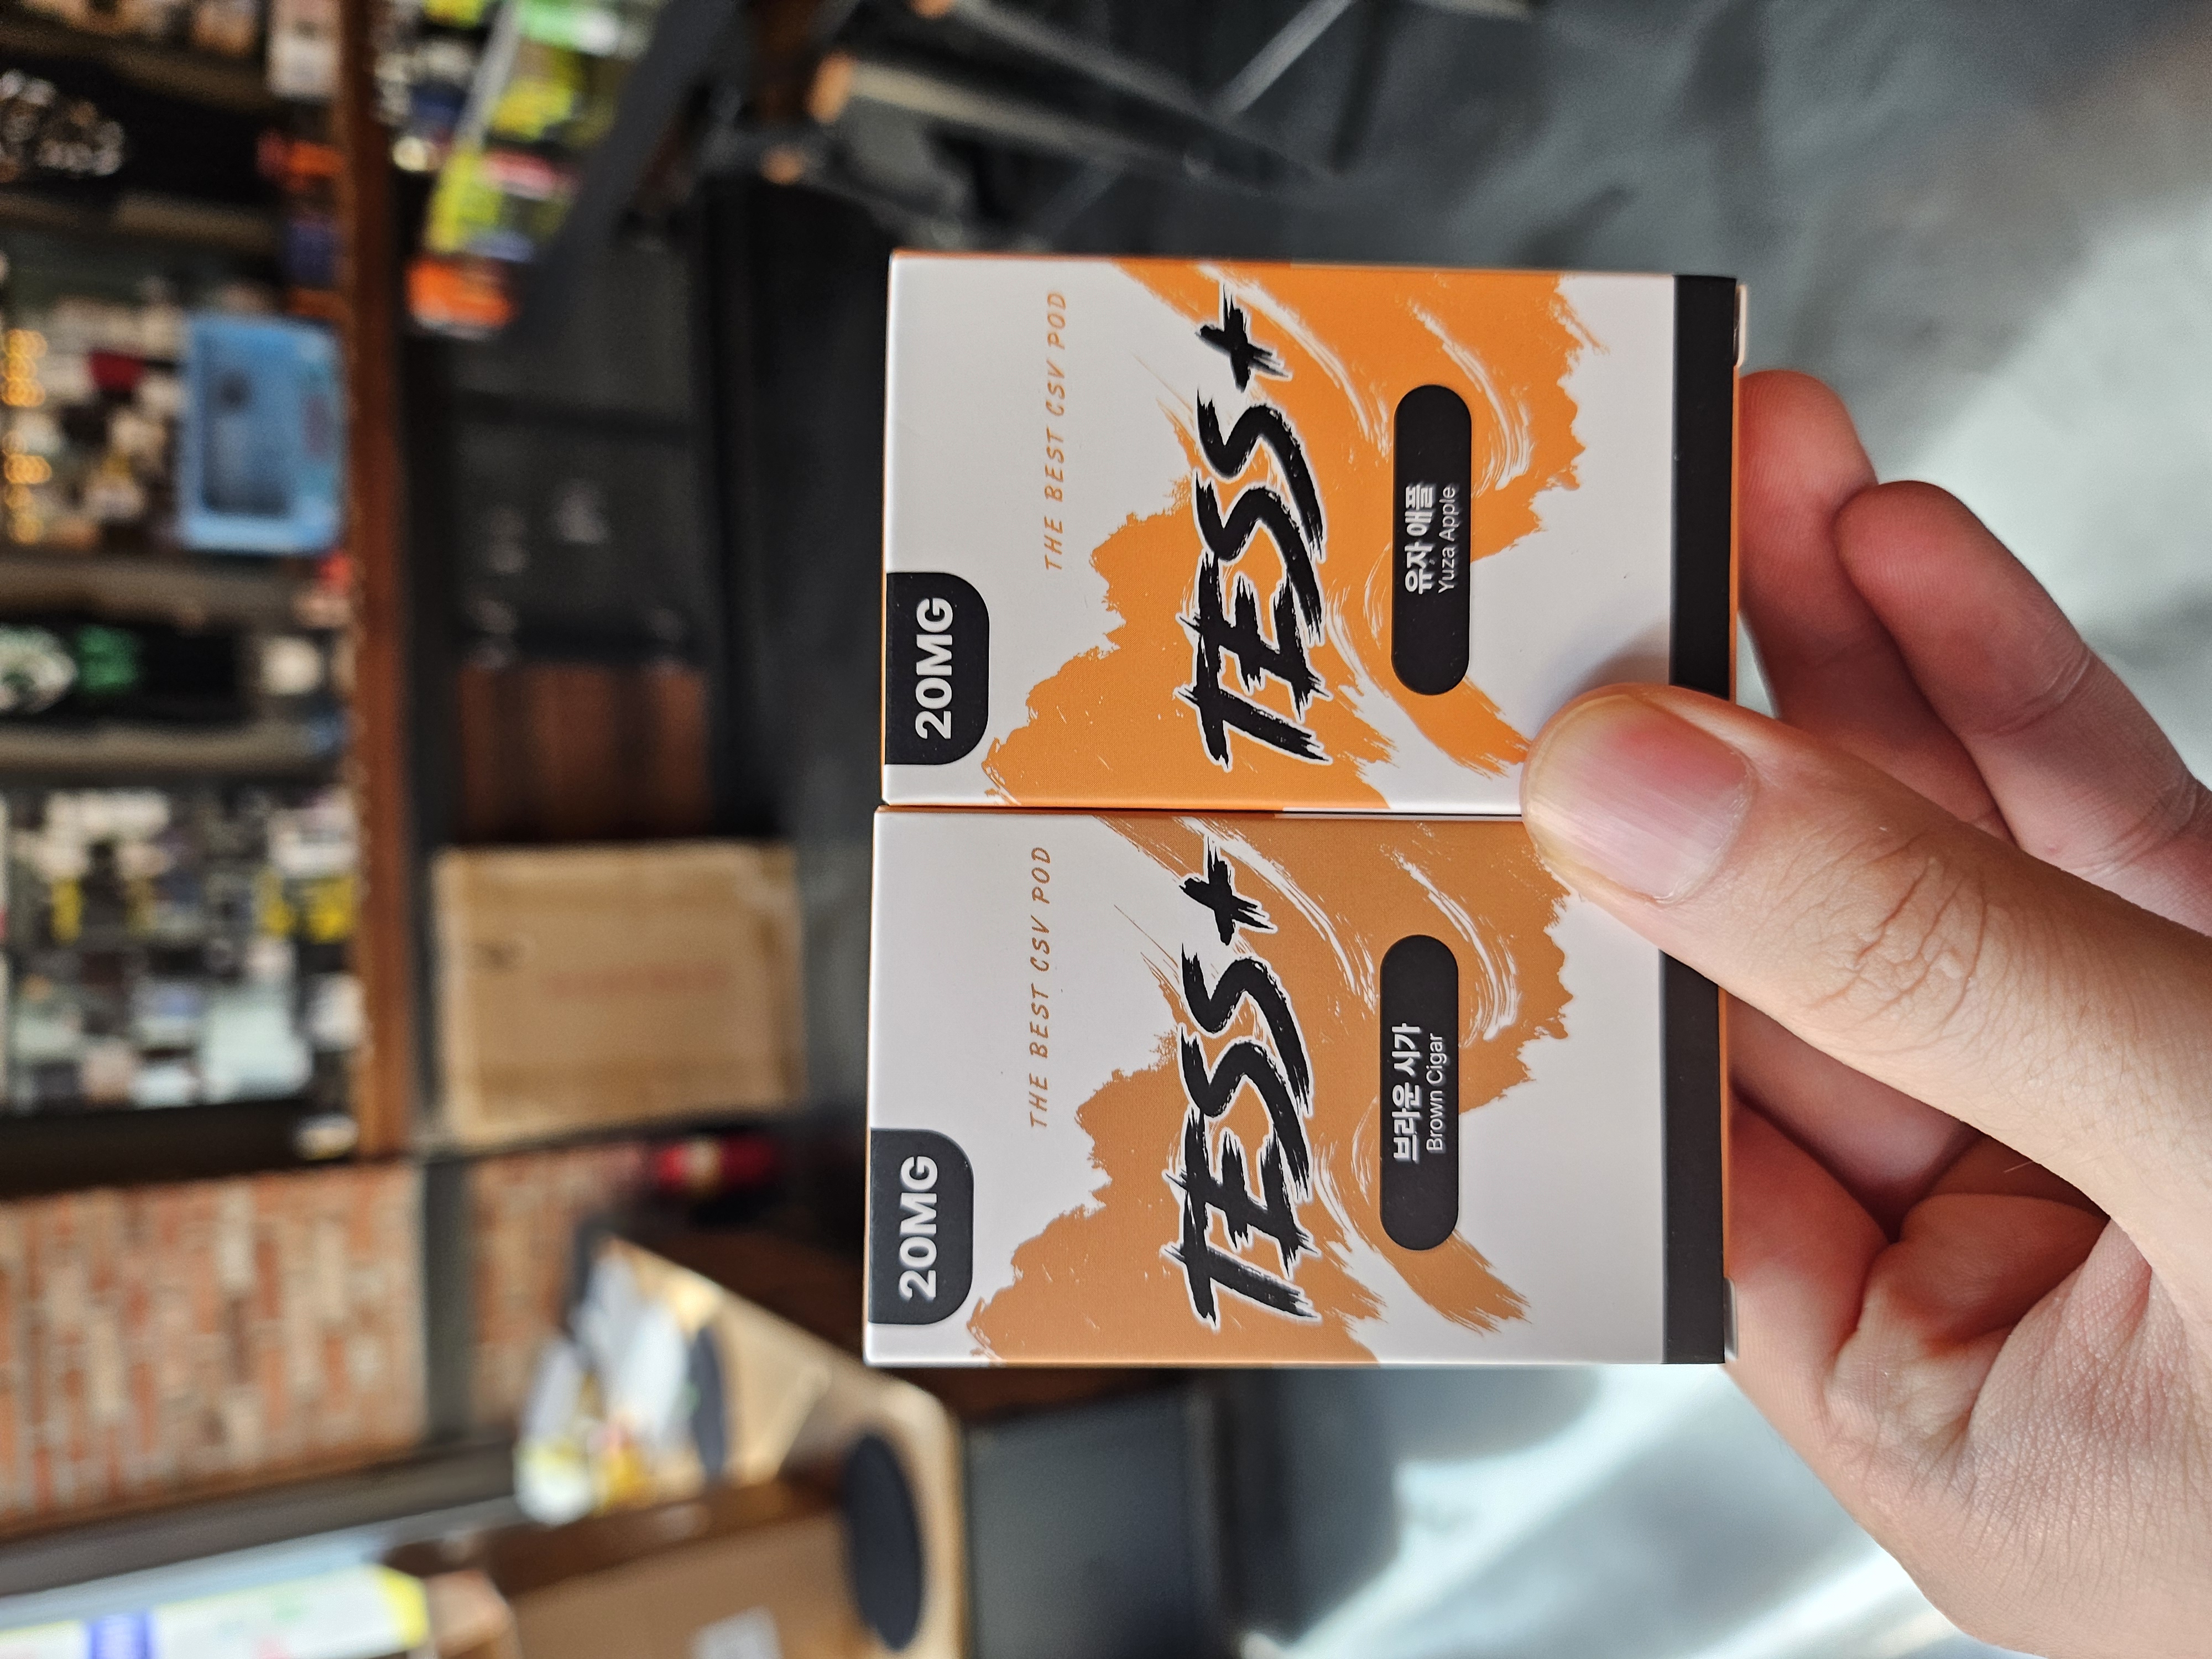 20MG
THE BEST CSV POD
TESS+
브라운 시가
Brown Cigar
20MG
THE BEST CSV POD
TESS+
유자 애플
Yuza Apple